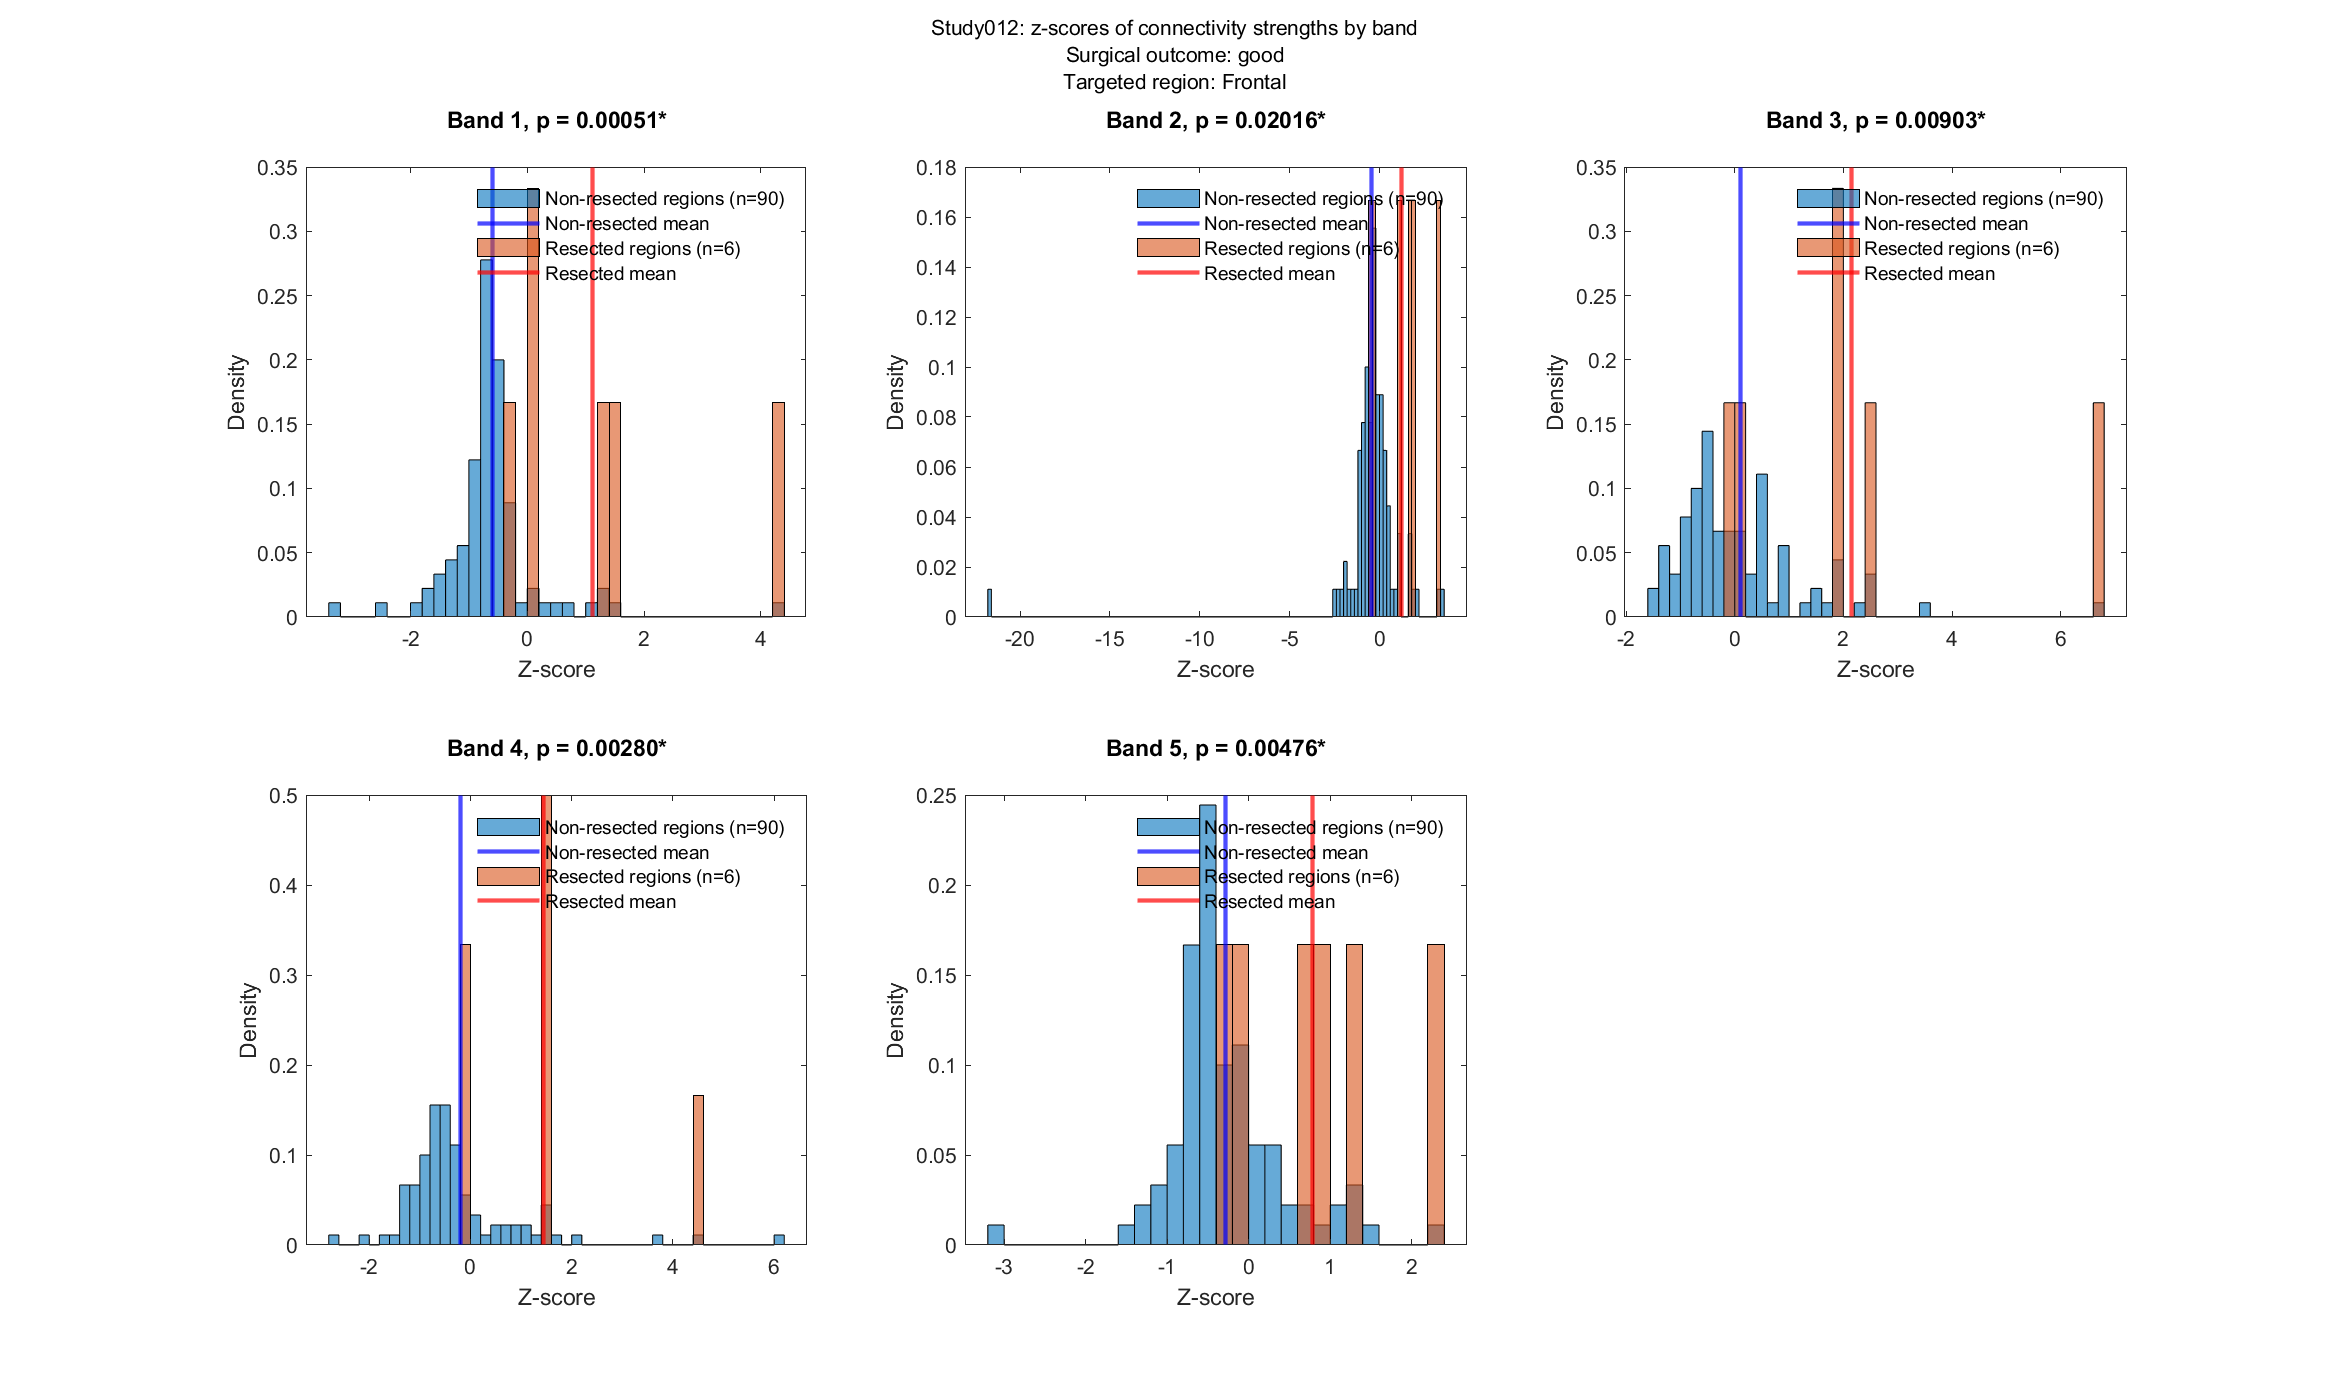 Study012: z-scores of connectivity strengths by band
Surgical outcome: good
Targeted region: Frontal
Band 1, p = 0.00051*
0.35
0.3
0.25
0.2
0.15
0.1
0.05
0
Density
Non-resected regions (n=90)
Non-resected mean
Resected regions (n=6)
Resected mean
-2
0
2
4
Z-score
Band 2, p = 0.02016*
0.18
0.16
0.14
0.12
0.1
0.08
0.06
0.04
0.02
0
Density
Non-resected regions (n=90)
Non-resected mean
Resected regions (n=6)
Resected mean
-20
-15
-10
-5
0
Z-score
Band 3, p = 0.00903*
0.35
0.3
0.25
0.2
0.15
0.1
0.05
0
Density
Non-resected regions (n=90)
Non-resected mean
Resected regions (n=6)
Resected mean
-2
0
2
4
6
Z-score
Band 4, p = 0.00280*
0.5
0.4
0.3
0.2
0.1
0
Density
Non-resected regions (n=90)
Non-resected mean
Resected regions (n=6)
Resected mean
-2
0
2
4
6
Z-score
Band 5, p = 0.00476*
0.25
0.2
0.15
0.1
0.05
0
Density
Non-resected regions (n=90)
Non-resected mean
Resected regions (n=6)
Resected mean
-3
-2
-1
0
1
2
Z-score